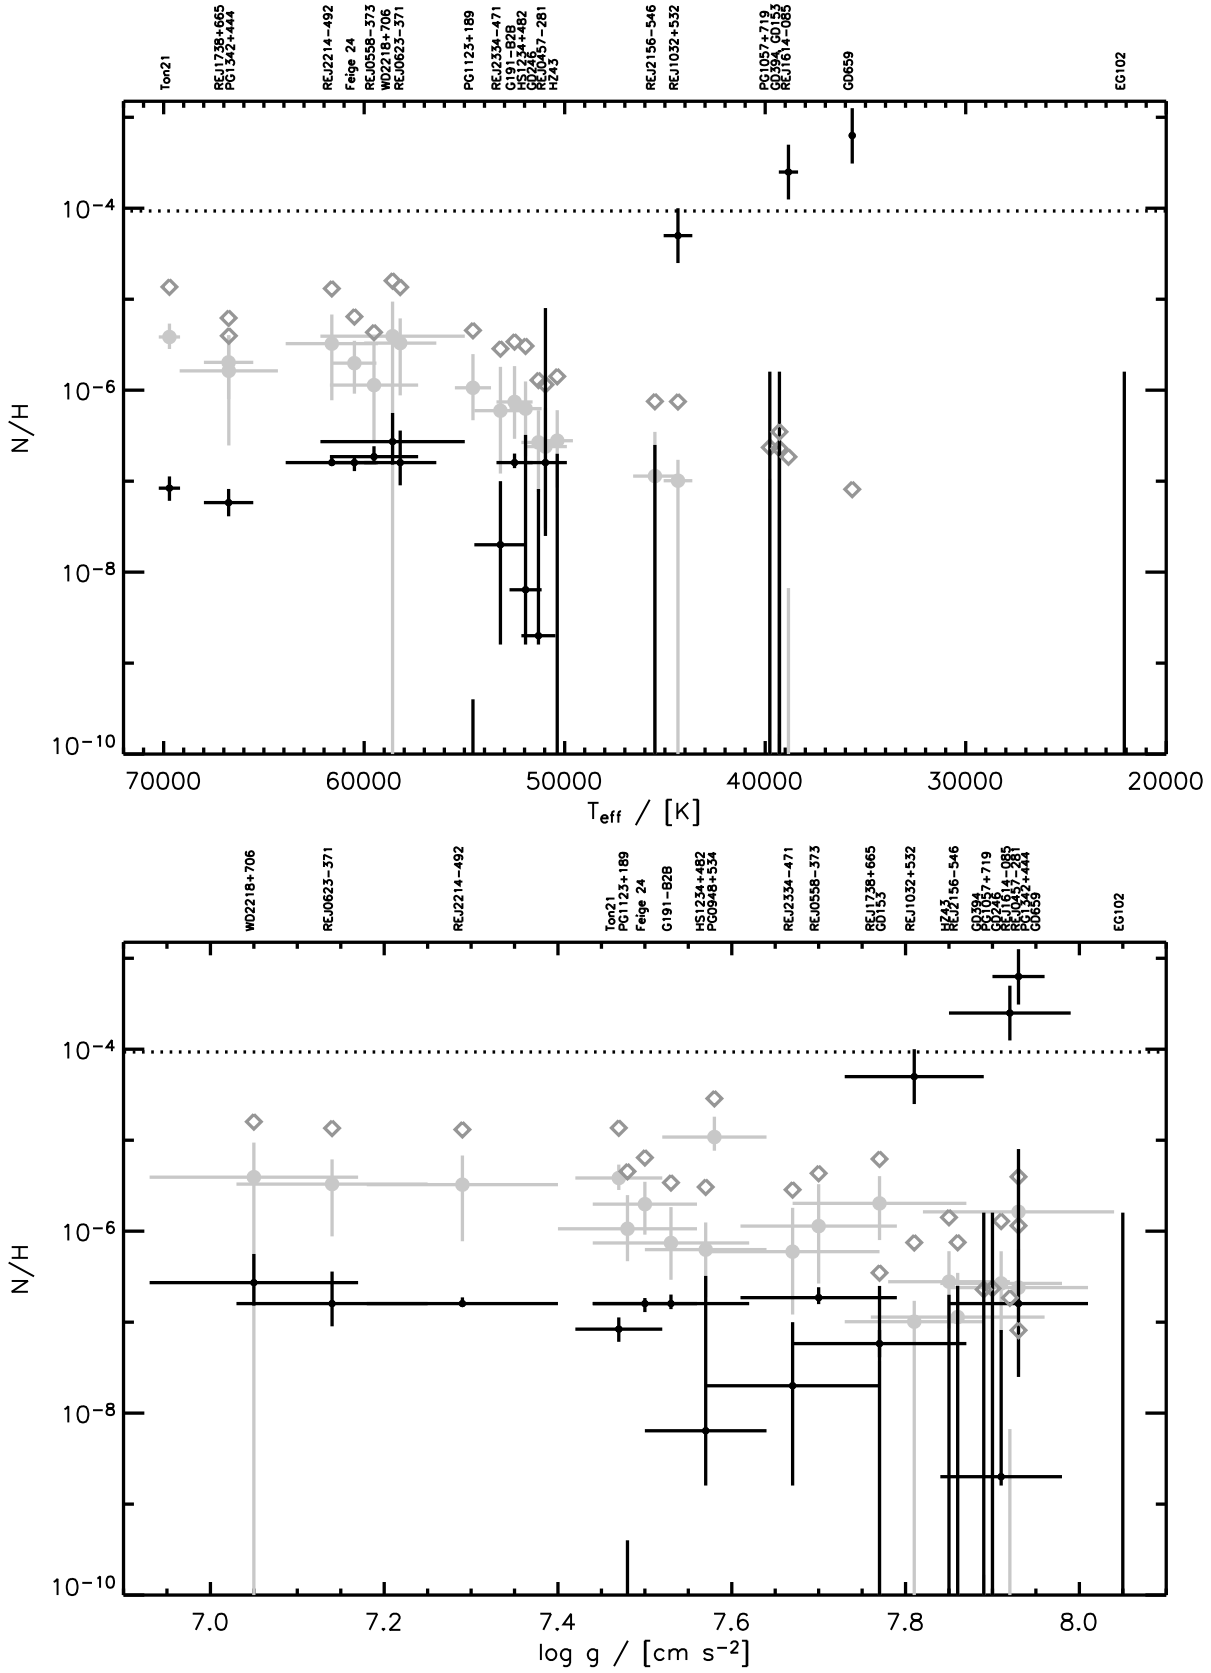 Ton21
REJ1738+665
PG1342+444
REJ2214-492
Feige 24
REJ0558-373
WD2218+706
REJ0623-371
PG1123+189
REJ2334-471
G191-B2B
HS1234+482
GD246
REJ0457-281
HZ43
REJ2156-546
REJ1032+532
PG1057+719
GD394 GD153
REJ1614-085
GD659
EG102
N/H
10−4
10−6
10−8
10−10
70000 60000 50000 40000 30000 20000
Teff / [K]
WD2218+706
REJ0623-371
REJ2214-492
Ton21
PG1123+189
Feige 24
G191-B2B
HS1234+482
PG0948+534
REJ2334-471
REJ0558-373
REJ1738+665
GD153
REJ1032+532
HZ43
REJ2156-546
GD394
PG1057+719
GD246
REJ1614-085
REJ0457-281
PG1342+444
GD659
EG102
N/H
10−4
10−6
10−8
10−10
7.0 7.2 7.4 7.6 7.8 8.0
log g / [cm s−2]